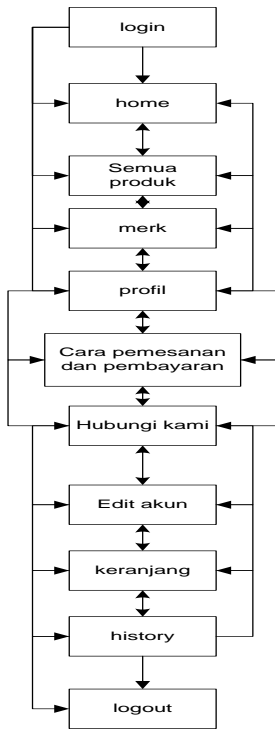 login
home
Semua
produk
merk
profil
Cara pemesanan
dan pembayaran
Hubungi kami
Edit akun
keranjang
history
logout